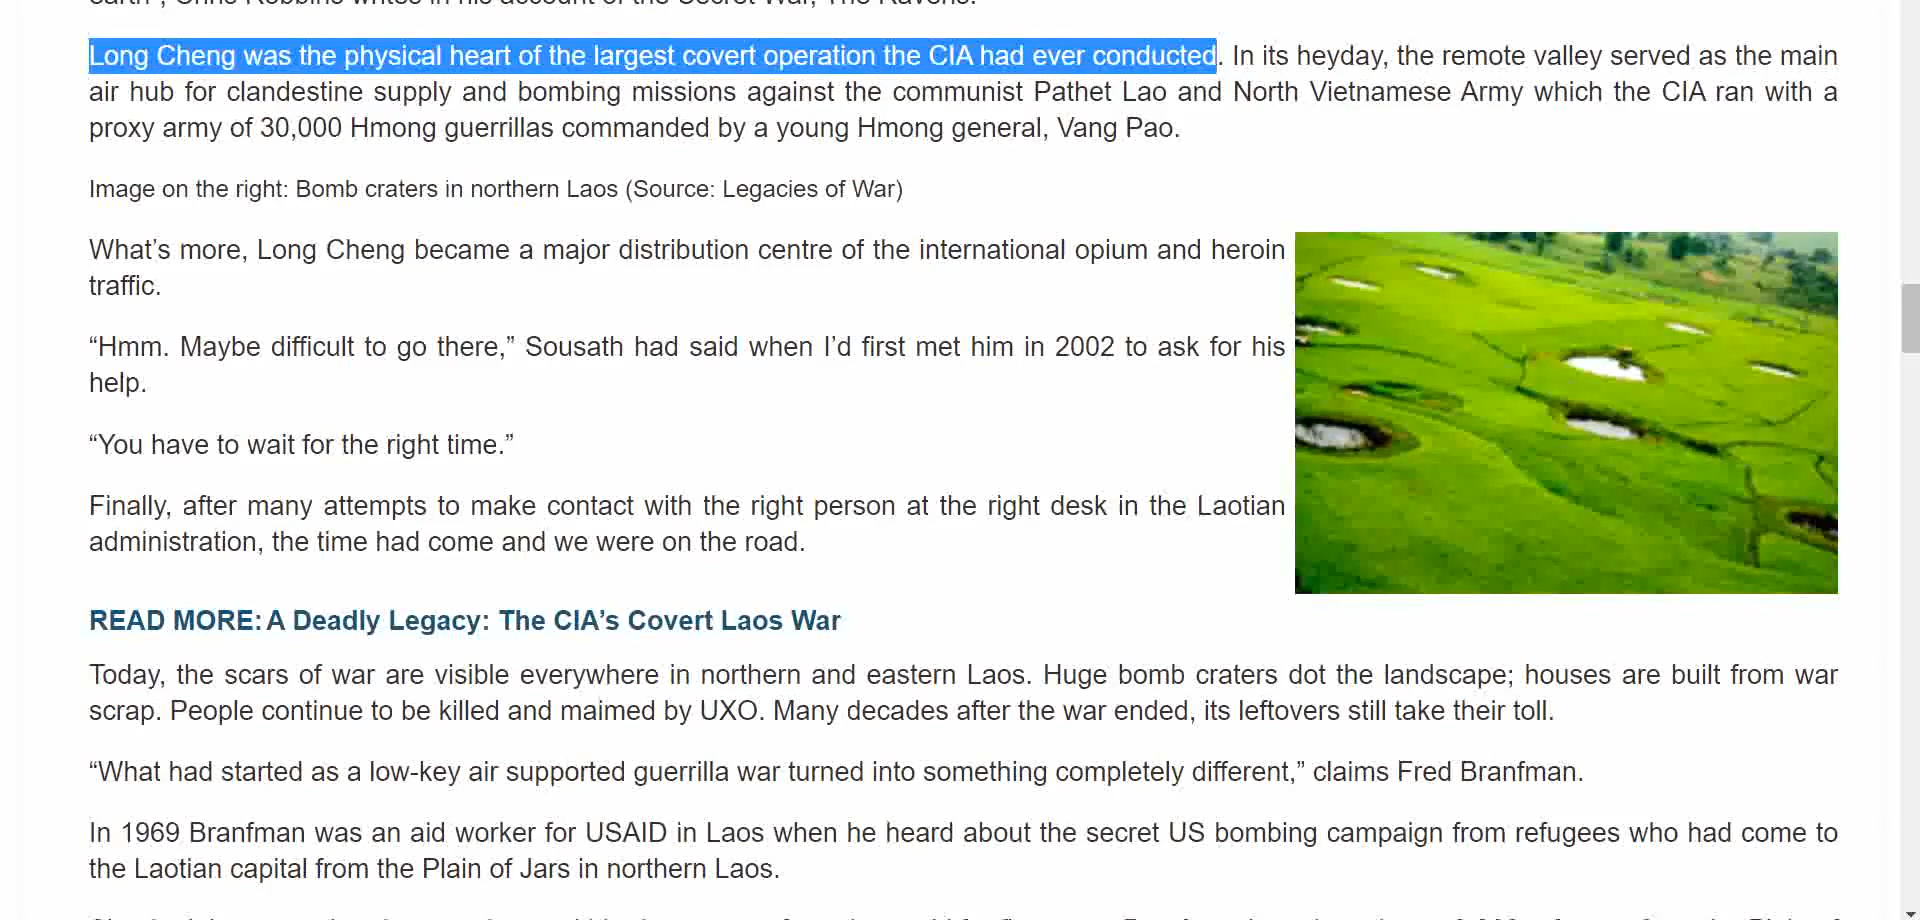 earth", Chris Robbins writes in his account of the Secret War, The Ravens.
Long Cheng was the physical heart of the largest covert operation the CIA had ever conducted. In its heyday, the remote valley served as the main
air hub for clandestine supply and bombing missions against the communist Pathet Lao and North Vietnamese Army which the CIA ran with a
proxy army of 30,000 Hmong guerrillas commanded by a young Hmong general, Vang Pao.
Image on the right: Bomb craters in northern Laos (Source: Legacies of War)
What’s more, Long Cheng became a major distribution centre of the international opium and heroin
traffic.
“Hmm. Maybe difficult to go there,” Sousath had said when I’d first met him in 2002 to ask for his
help.
“You have to wait for the right time.”
Finally, after many attempts to make contact with the right person at the right desk in the Laotian
administration, the time had come and we were on the road.
READ MORE: A Deadly Legacy: The CIA’s Covert Laos War
Today, the scars of war are visible everywhere in northern and eastern Laos. Huge bomb craters dot the landscape; houses are built from war
scrap. People continue to be killed and maimed by UXO. Many decades after the war ended, its leftovers still take their toll.
“What had started as a low-key air supported guerrilla war turned into something completely different,” claims Fred Branfman.
In 1969 Branfman was an aid worker for USAID in Laos when he heard about the secret US bombing campaign from refugees who had come to
the Laotian capital from the Plain of Jars in northern Laos.